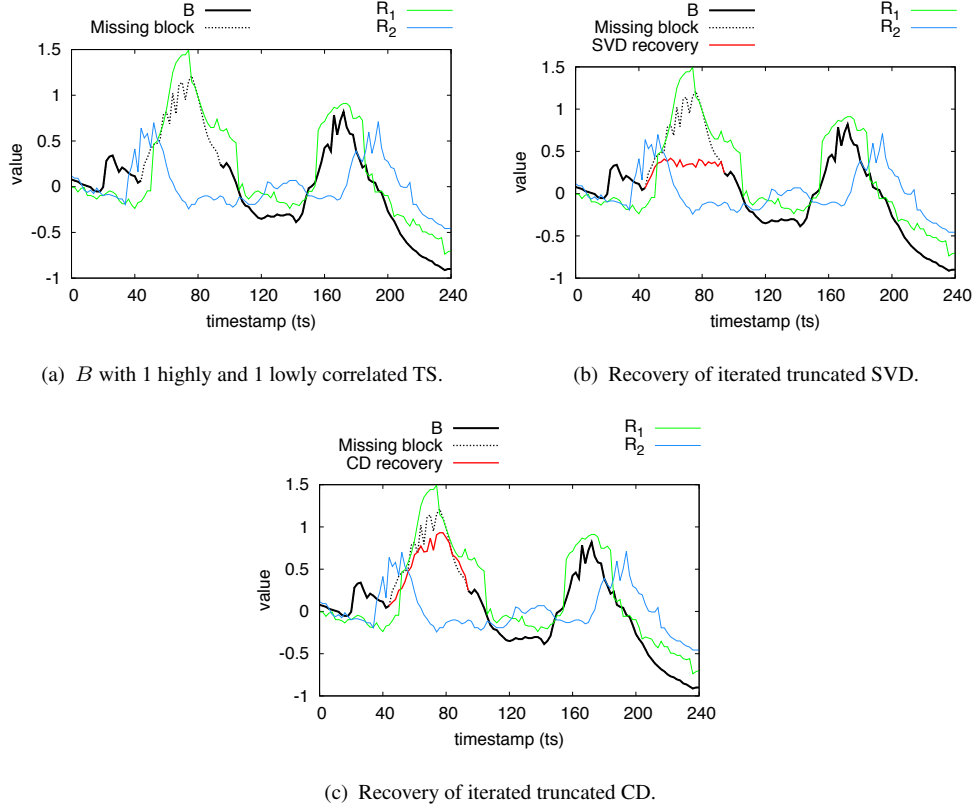 B
Missing block
R1
R2
1.5
1
0.5
0
-0.5
-1
value
0 40 80 120 160 200 240
timestamp (ts)
(a) B with 1 highly and 1 lowly correlated TS.
B
Missing block
SVD recovery
R1
R2
1.5
1
0.5
0
-0.5
-1
value
0 40 80 120 160 200 240
timestamp (ts)
(b) Recovery of iterated truncated SVD.
B
Missing block
CD recovery
R1
R2
1.5
1
0.5
0
-0.5
-1
value
0 40 80 120 160 200 240
timestamp (ts)
(c) Recovery of iterated truncated CD.